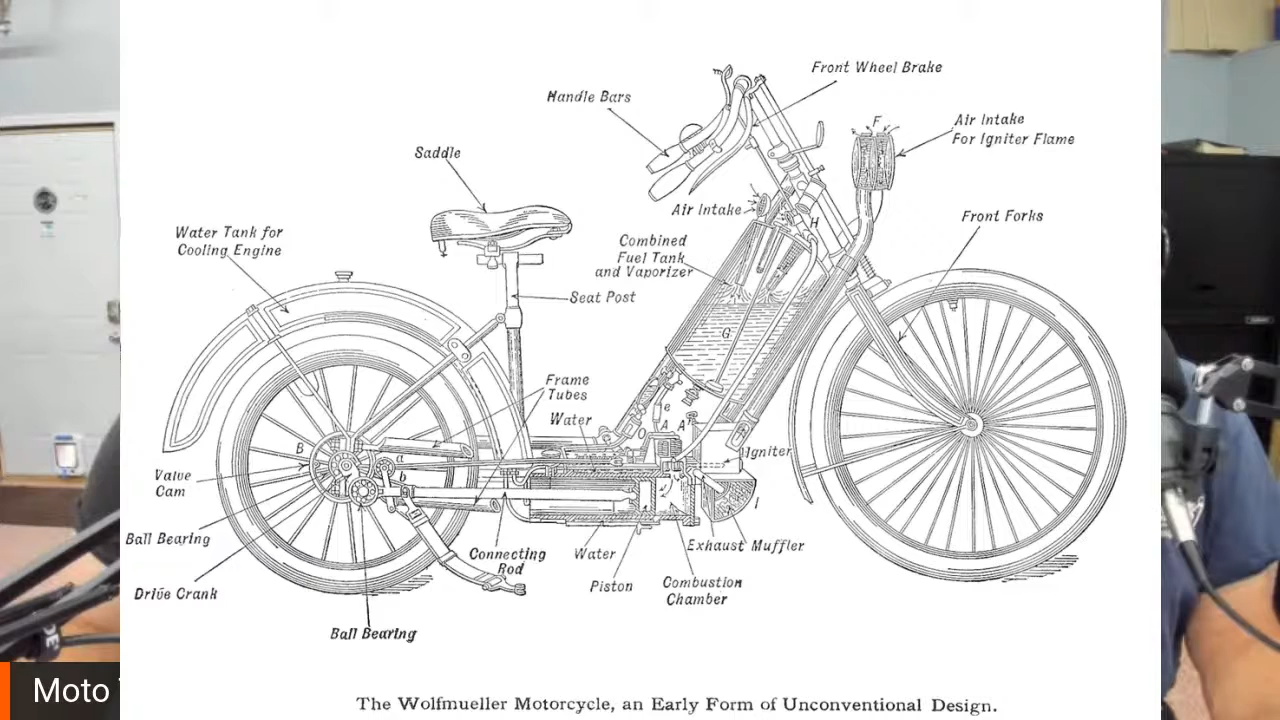 Front Wheel Brake
Handle Bars
F
Air Intake
For Igniter Flame
Saddle
Air Intake
H
Front Forks
Water Tank for
Cooling Engine
Combined
Fuel Tank
and Vaporizer
Seat Post
G
Frame
Tubes
Water
e
A
A
B
a
Igniter
b
Valve
Cam
Ball Bearing
Connecting
Rod
Water
Exhaust Muffler
Drive Crank
Piston
Combustion
Chamber
Ball Bearing
Moto
The Wolfmueller Motorcycle, an Early Form of Unconventional Design.